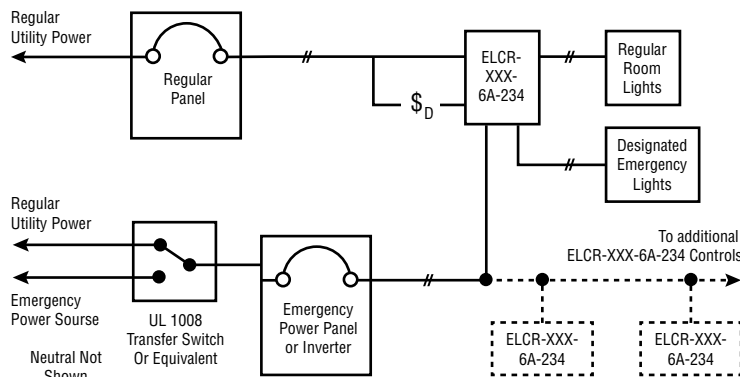 Regular
Utility Power
Regular
Panel
$D
ELCR-
XXX-
6A-234
Regular
Room
Lights
Designated
Emergency
Lights
Regular
Utility Power
Emergency
Power Sourse
UL 1008
Transfer Switch
Or Equivalent
Emergency
Power Panel
or Inverter
To additional
ELCR-XXX-6A-234 Controls
ELCR-XXX-
6A-234
ELCR-XXX-
6A-234
Neutral Not
Shown